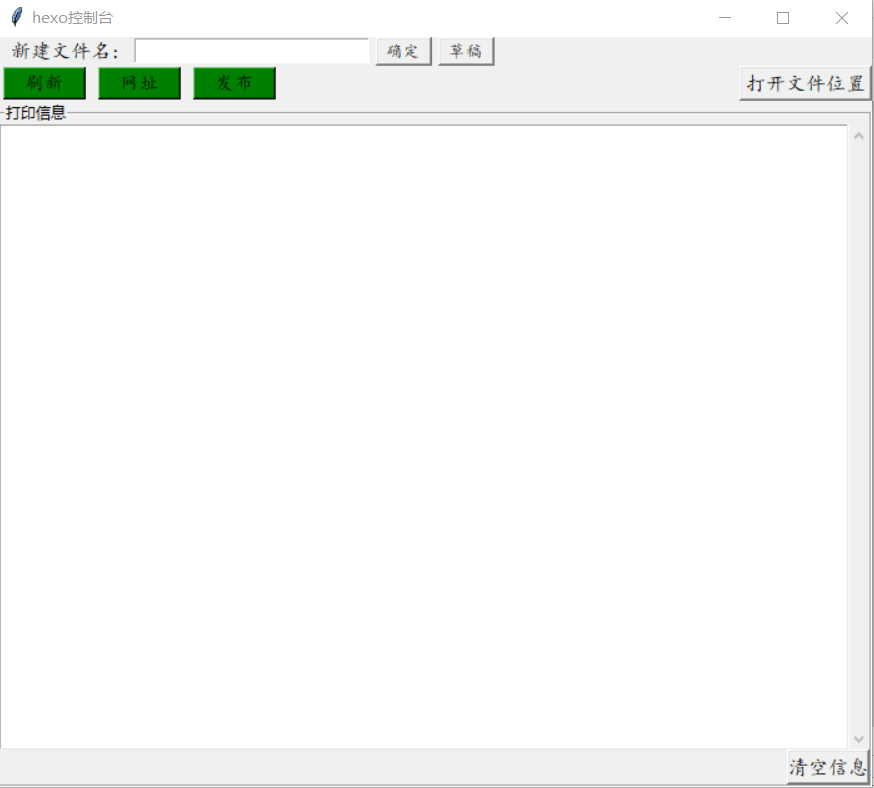 hexo控制台
新建文件名： 确定 草稿
刷新 网址 发布 打开文件位置
打印信息
清空信息